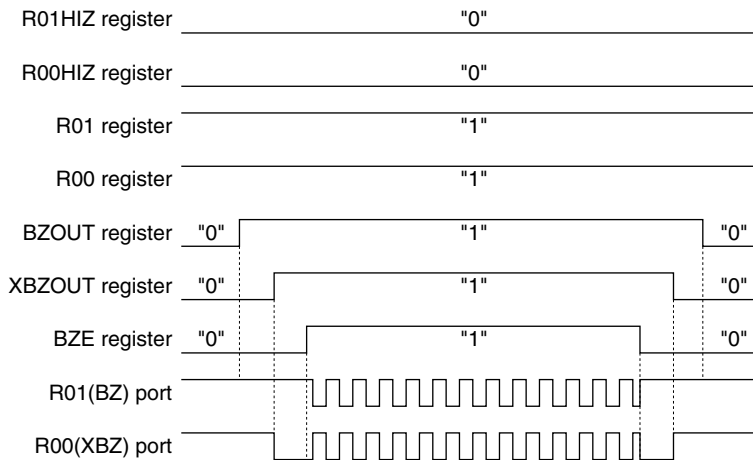 R01HIZ register "0"
R00HIZ register "0"
R01 register "1"
R00 register "1"
BZOUT register "0" "1" "0"
XBZOUT register "0" "1" "0"
BZE register "0" "1" "0"
R01(BZ) port
R00(XBZ) port